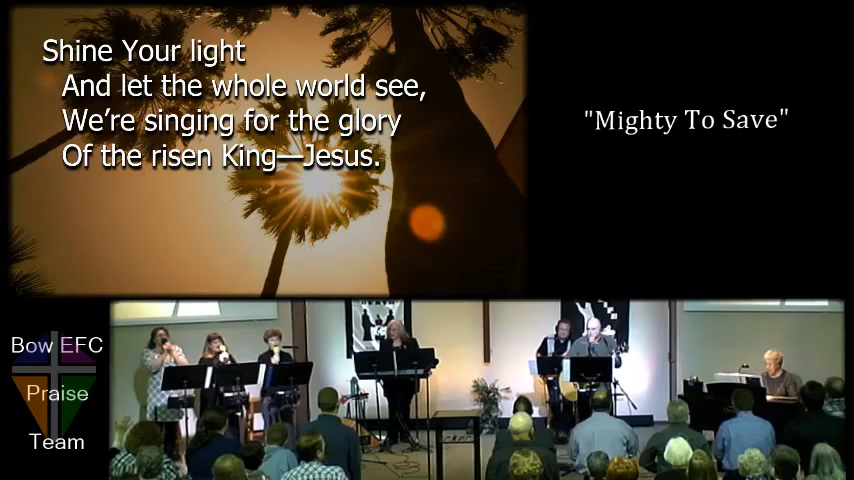 Shine Your light
And let the whole world see,
We're singing for the glory
Of the risen King—Jesus.
"Mighty To Save"
Bow EFC
Praise
Team